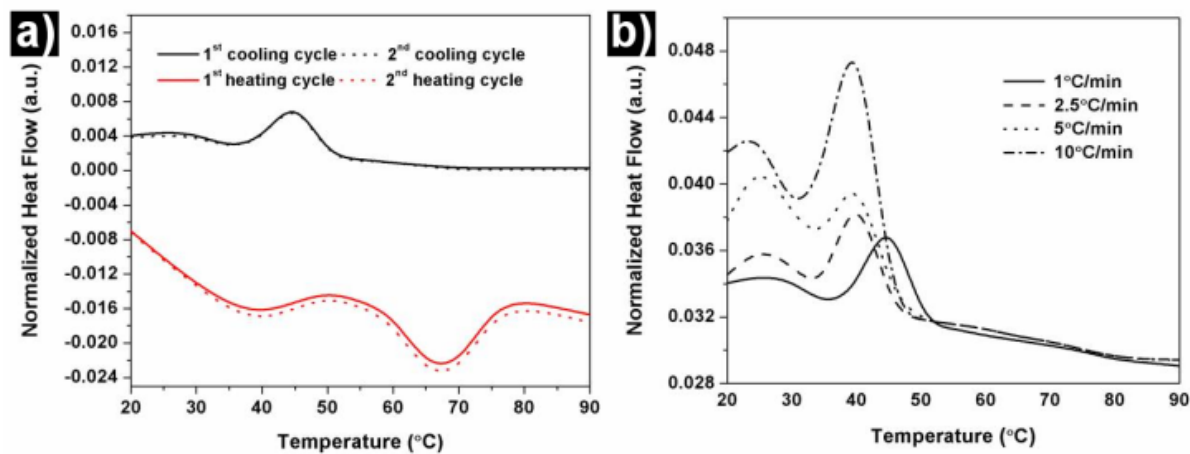 a)
0.016
0.012
0.008
0.004
0.000
-0.004
-0.008
-0.012
-0.016
-0.020
-0.024
Normalized Heat Flow (a.u.)
1st cooling cycle 2nd cooling cycle
1st heating cycle 2nd heating cycle
20 30 40 50 60 70 80 90
Temperature (°C)
b)
0.048
0.044
0.040
0.036
0.032
0.028
Normalized Heat Flow (a.u.)
1°C/min
2.5°C/min
5°C/min
10°C/min
20 30 40 50 60 70 80 90
Temperature (°C)